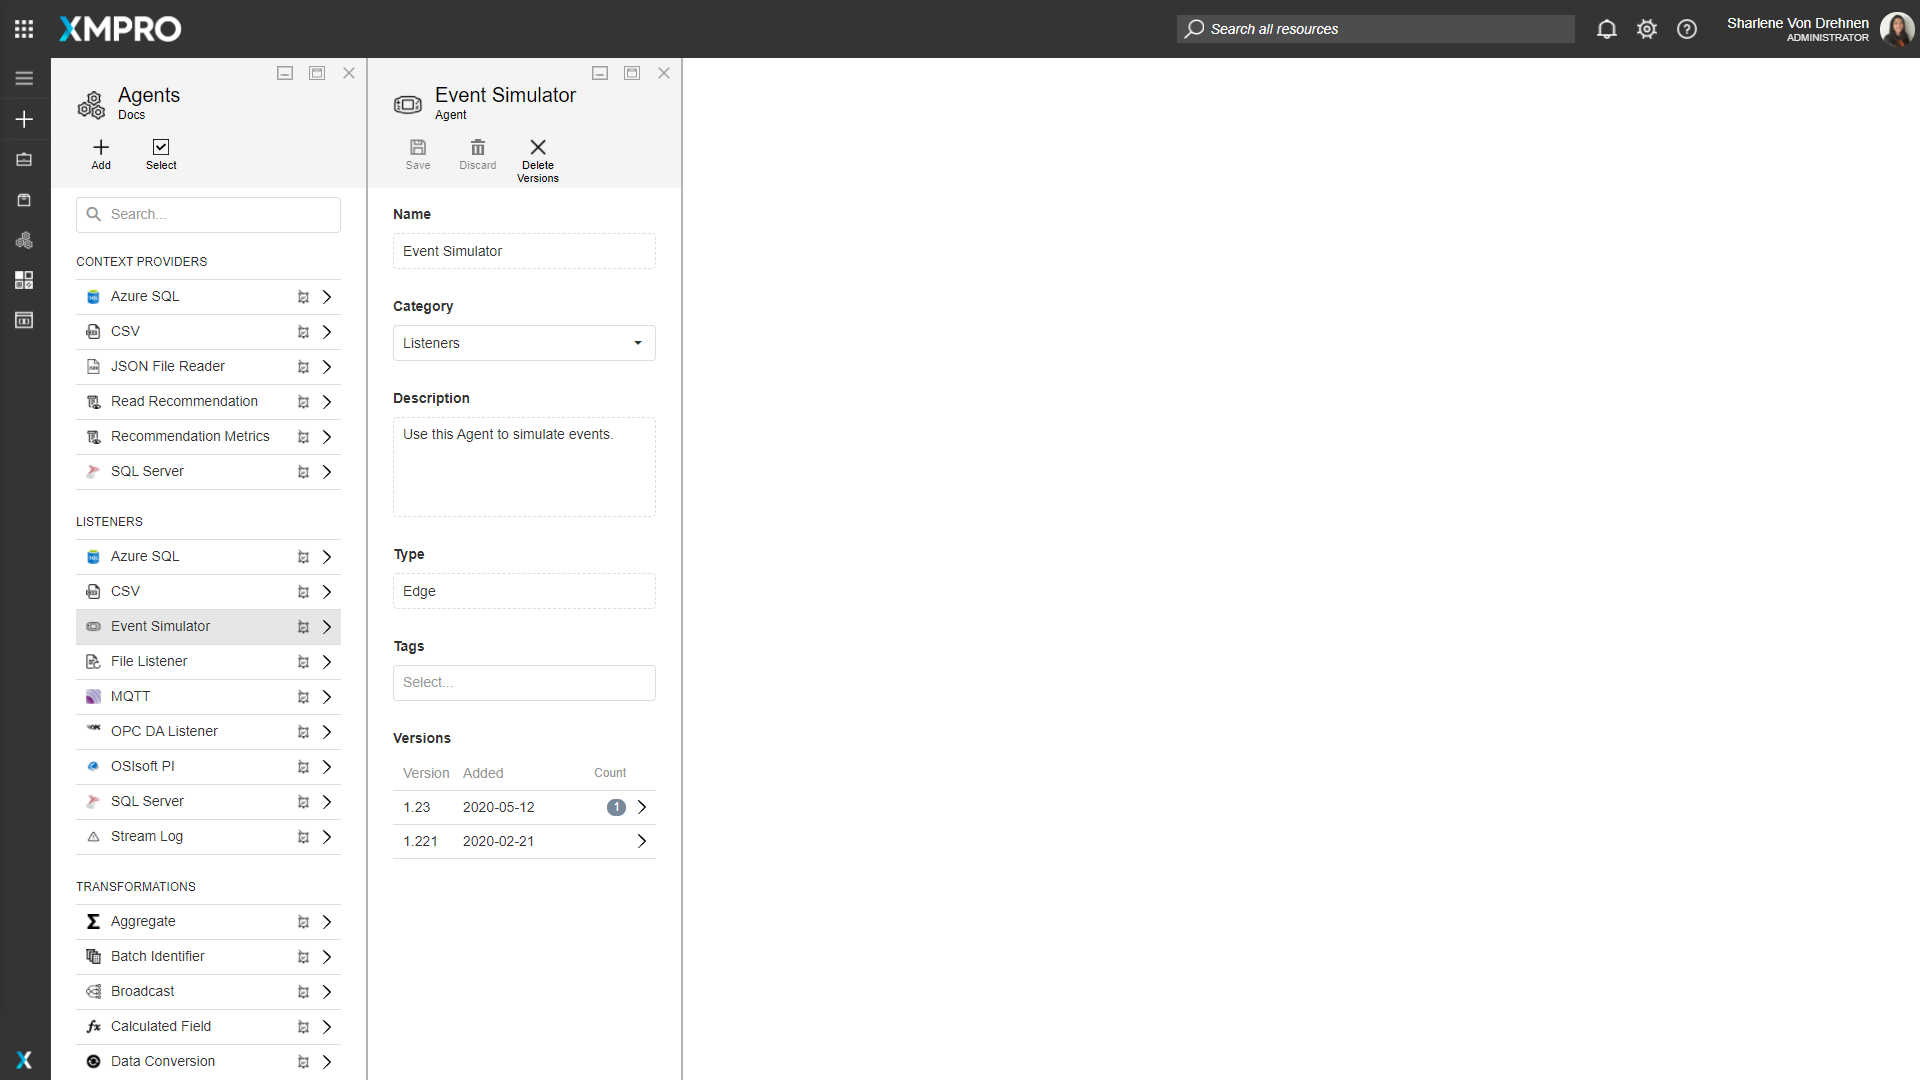 XMPRO
Search all resources
Sharlene Von Drehnen
ADMINISTRATOR
Agents
Docs
Add
Select
Search...
CONTEXT PROVIDERS
Azure SQL
CSV
JSON File Reader
Read Recommendation
Recommendation Metrics
SQL Server
LISTENERS
Azure SQL
CSV
Event Simulator
File Listener
MQTT
OPC DA Listener
OSIsoft PI
SQL Server
Stream Log
TRANSFORMATIONS
Aggregate
Batch Identifier
Broadcast
Calculated Field
Data Conversion
Event Simulator
Agent
Save
Discard
Delete
Versions
Name
Event Simulator
Category
Listeners
Description
Use this Agent to simulate events.
Type
Edge
Tags
Select...
Versions
Version Added Count
1.23 2020-05-12 1
1.221 2020-02-21